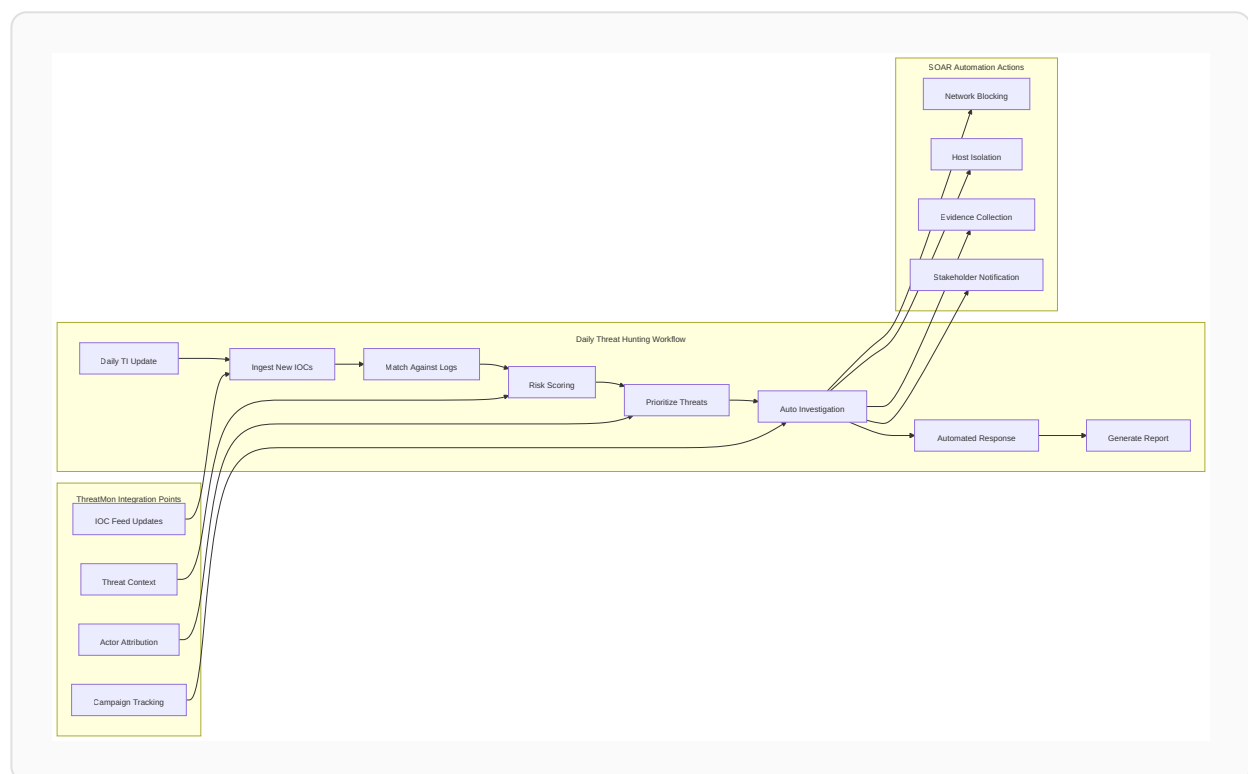 SOAR Automation Actions
Network Blocking
Host Isolation
Evidence Collection
Stakeholder Notification
Daily Threat Hunting Workflow
Daily TI Update
Ingest New IOCs
Match Against Logs
Risk Scoring
Prioritize Threats
Auto Investigation
Automated Response
Generate Report
ThreatMon Integration Points
IOC Feed Updates
Threat Context
Actor Attribution
Campaign Tracking